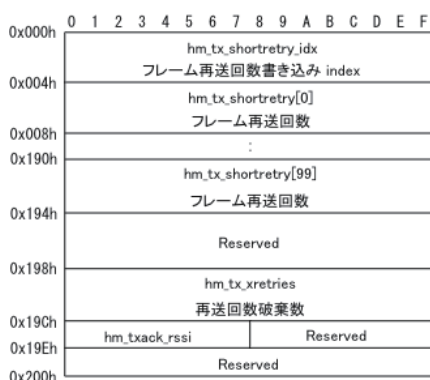 0 1 2 3 4 5 6 7 8 9 A B C D E F
0x000h
hm_tx_shortretry_idx
フレーム再送回数書き込み index
0x004h
hm_tx_shortretry[0]
フレーム再送回数
0x008h
:
0x190h
hm_tx_shortretry[99]
フレーム再送回数
0x194h
Reserved
0x198h
hm_tx_xretries
再送回数破棄数
0x19Ch
hm_txack_rssi Reserved
0x19Eh
Reserved
0x200h